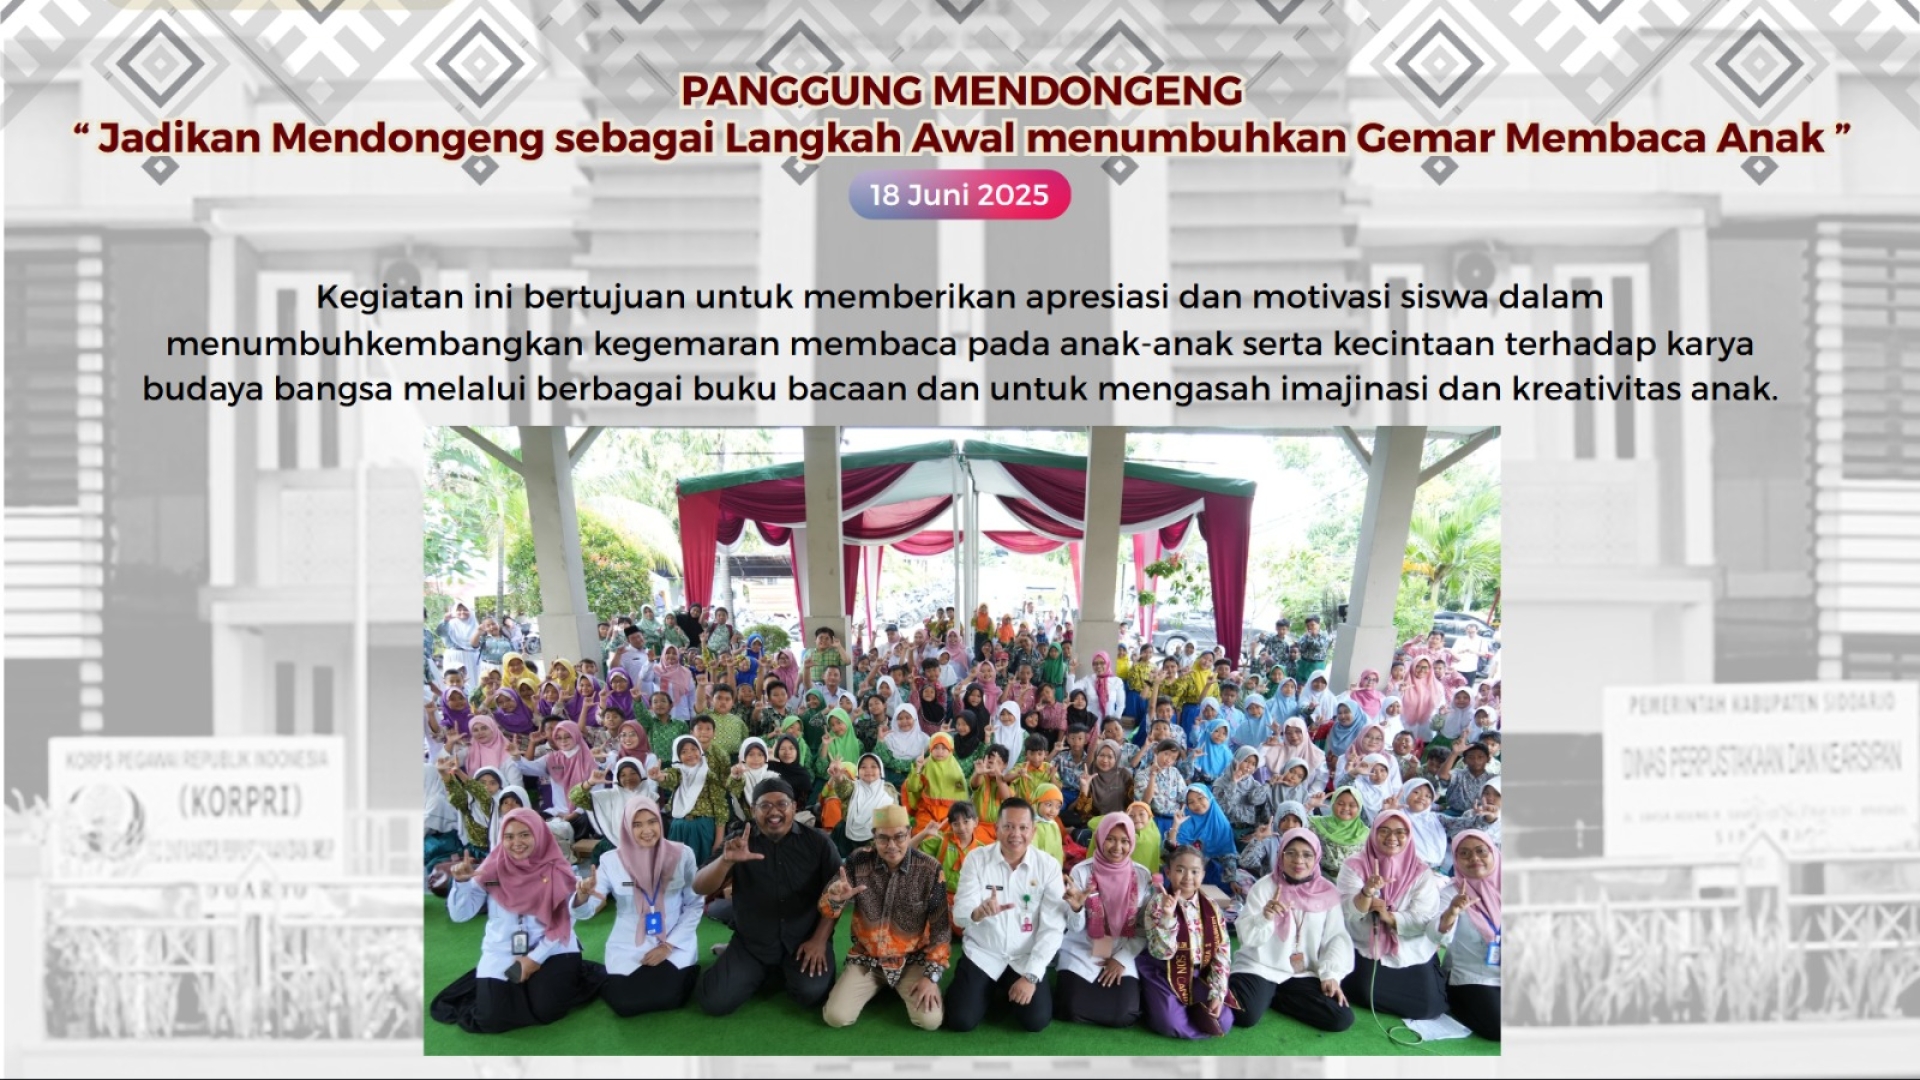 PANGGUNG MENDONGENG
“ Jadikan Mendongeng sebagai Langkah Awal menumbuhkan Gemar Membaca Anak ”
18 Juni 2025
Kegiatan ini bertujuan untuk memberikan apresiasi dan motivasi siswa dalam
menumbuhkembangkan kegemaran membaca pada anak-anak serta kecintaan terhadap karya
budaya bangsa melalui berbagai buku bacaan dan untuk mengasah imajinasi dan kreativitas anak.
KORPS PEGAWAI REPUBLIK INDONESIA
(KORPRI)
PEMERINTAH KABUPATEN SIDOARJO
DINAS PERPUSTAKAAN DAN KEARSIPAN